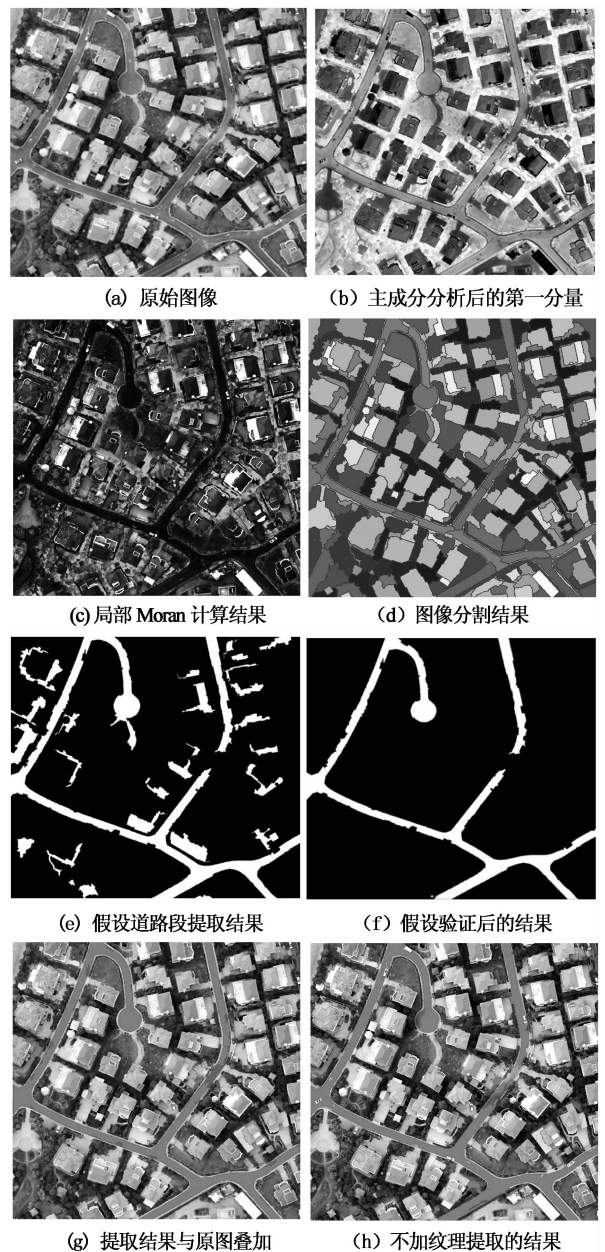 (a) 原始图像
（b）主成分分析后的第一分量
(c) 局部 Moran 计算结果
（d）图像分割结果
(e) 假设道路段提取结果
（f）假设验证后的结果
(g) 提取结果与原图叠加
（h）不加纹理提取的结果